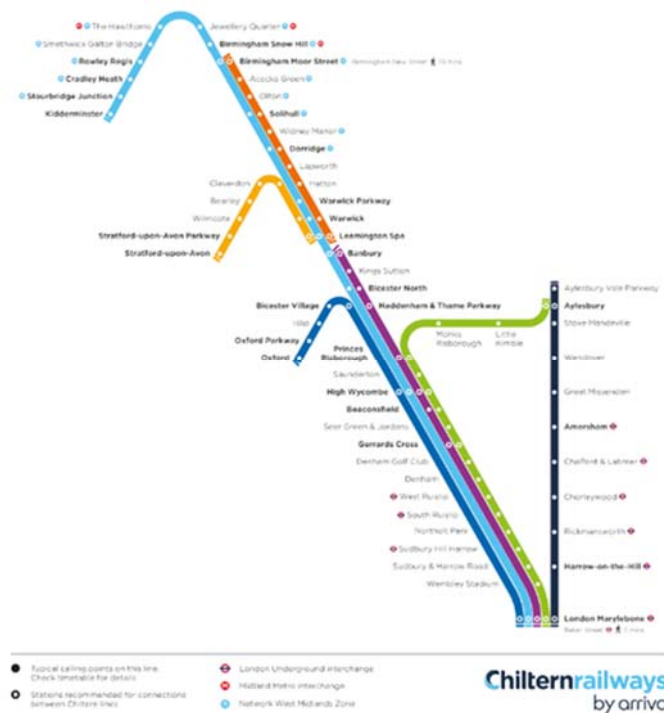 The Hawthorns
Jewellery Quarter
Smethwick Galton Bridge
Birmingham Snow Hill
Rowley Regis
Birmingham Moor Street
Birmingham New Street
Cradley Heath
Acocks Green
Stourbridge Junction
Olton
Kidderminster
Solihull
Widney Manor
Dorridge
Lapworth
Claverdon
Hatton
Bearley
Warwick Parkway
Wilmcote
Warwick
Stratford-upon-Avon Parkway
Leamington Spa
Stratford-upon-Avon
Banbury
Kings Sutton
Bicester North
Aylesbury Vale Parkway
Bicester Village
Haddenham & Thame Parkway
Aylesbury
Islip
Monks
Risborough
Little
Kimble
Stoke Mandeville
Oxford Parkway
Oxford
Princes
Risborough
Wendover
Saunderton
High Wycombe
Great Missenden
Beaconsfield
Seer Green & Jordans
Amersham
Gerrards Cross
Denham Golf Club
Chalfont & Latimer
Denham
West Ruislip
Chorleywood
South Ruislip
Northolt Park
Rickmansworth
Sudbury Hill Harrow
Sudbury & Harrow Road
Harrow-on-the-Hill
Wembley Stadium
London Marylebone
Baker Street
Typical calling points on this line.
Check timetable for details
Stations recommended for connections
between Chiltern lines
London Underground interchange
Midland Metro interchange
Network West Midlands Zone
Chilternrailways
by arriva